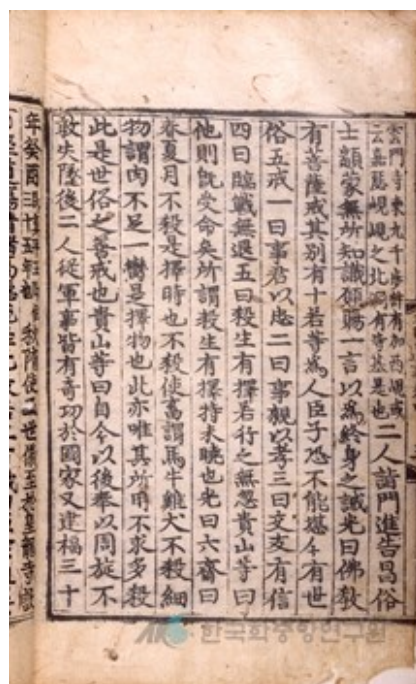 雲門寺東九千步許有加西峴或
云嘉瑟峴峴之北洞有寺基是也
二人詣門進告曰俗
士顓蒙無所知識願賜一言以爲終身之誡光曰佛教
有菩薩戒其別有十若等爲人臣子恐不能堪今有世
俗五戒一曰事君以忠二曰事親以孝三曰交友有信
四曰臨戰無退五曰殺生有擇若行之無忽貴山等曰
他則旣受命矣所謂殺生有擇特未曉也光曰六齋日
春夏月不殺是擇時也不殺使畜謂馬牛雞犬不殺細
物謂肉不足一臠是擇物也此亦唯其所用不求多殺
此是世俗之善戒也貴山等曰自今以後奉以周旋不
敢失墜後二人從軍事皆有奇功於國家又建福三十
年癸酉
秋隋使王世儀至於皇龍寺
한국학중앙연구원